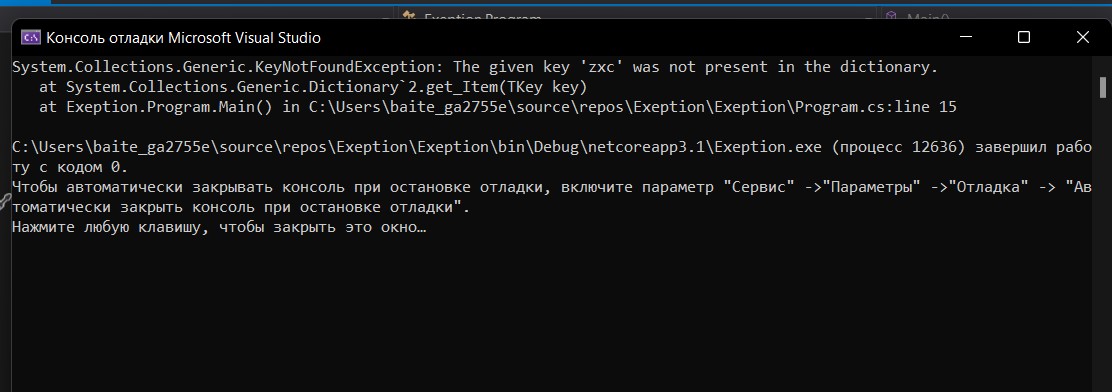 Exeption.Program
Main()
Консоль отладки Microsoft Visual Studio
System.Collections.Generic.KeyNotFoundException: The given key 'zxc' was not present in the dictionary.
at System.Collections.Generic.Dictionary`2.get_Item(TKey key)
at Exeption.Program.Main() in C:\Users\baite_ga2755e\source\repos\Exeption\Exeption\Program.cs:line 15
C:\Users\baite_ga2755e\source\repos\Exeption\Exeption\bin\Debug\netcoreapp3.1\Exeption.exe (процесс 12636) завершил рабо
ту с кодом 0.
Чтобы автоматически закрывать консоль при остановке отладки, включите параметр "Сервис" ->"Параметры" ->"Отладка" -> "Ав
томатически закрыть консоль при остановке отладки".
Нажмите любую клавишу, чтобы закрыть это окно…